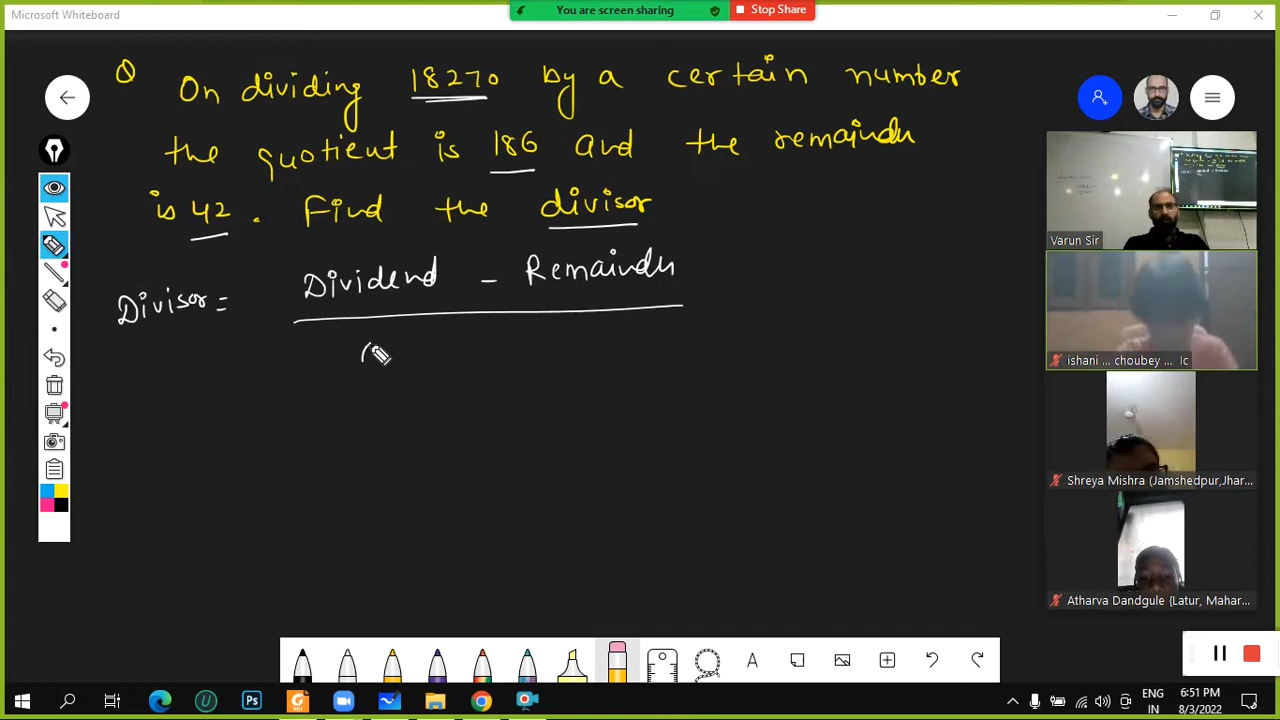 Microsoft Whiteboard
You are screen sharing
Stop Share
Q On dividing 18270 by a certain number
the quotient is 186 and the remainder
is 42. Find the divisor
Divisor = Dividend - Remainder
Varun Sir
ishani ... choubey ... Ic
Shreya Mishra (Jamshedpur,Jhar...
Atharva Dandgule {Latur, Mahar...
A
U
Ps
ENG
IN
6:51 PM
8/3/2022